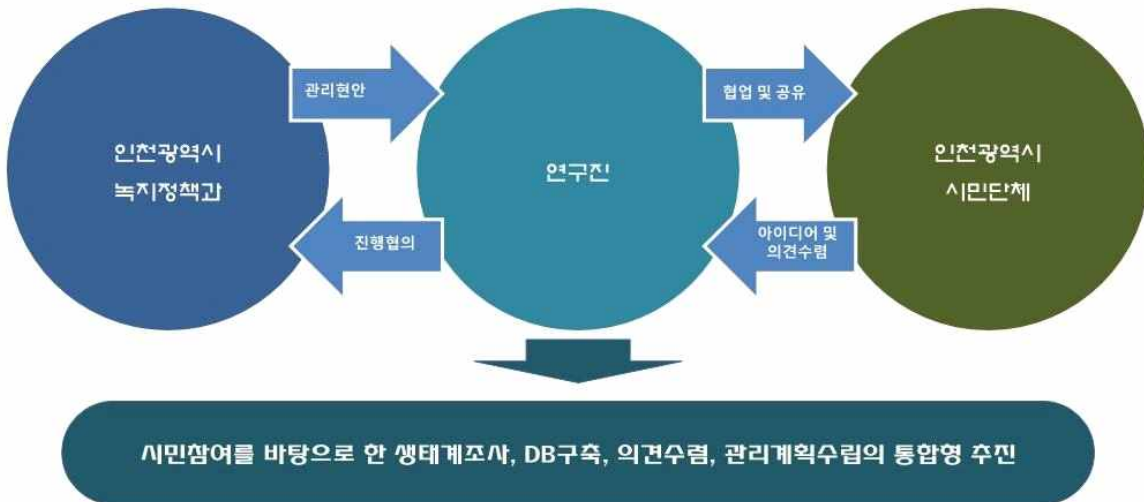 관리현안
협업 및 공유
인천광역시
녹지정책과
연구진
인천광역시
시민단체
진행협의
아이디어 및
의견수렴
시민참여를 바탕으로 한 생태계조사, DB구축, 의견수렴, 관리계획수립의 통합형 추진